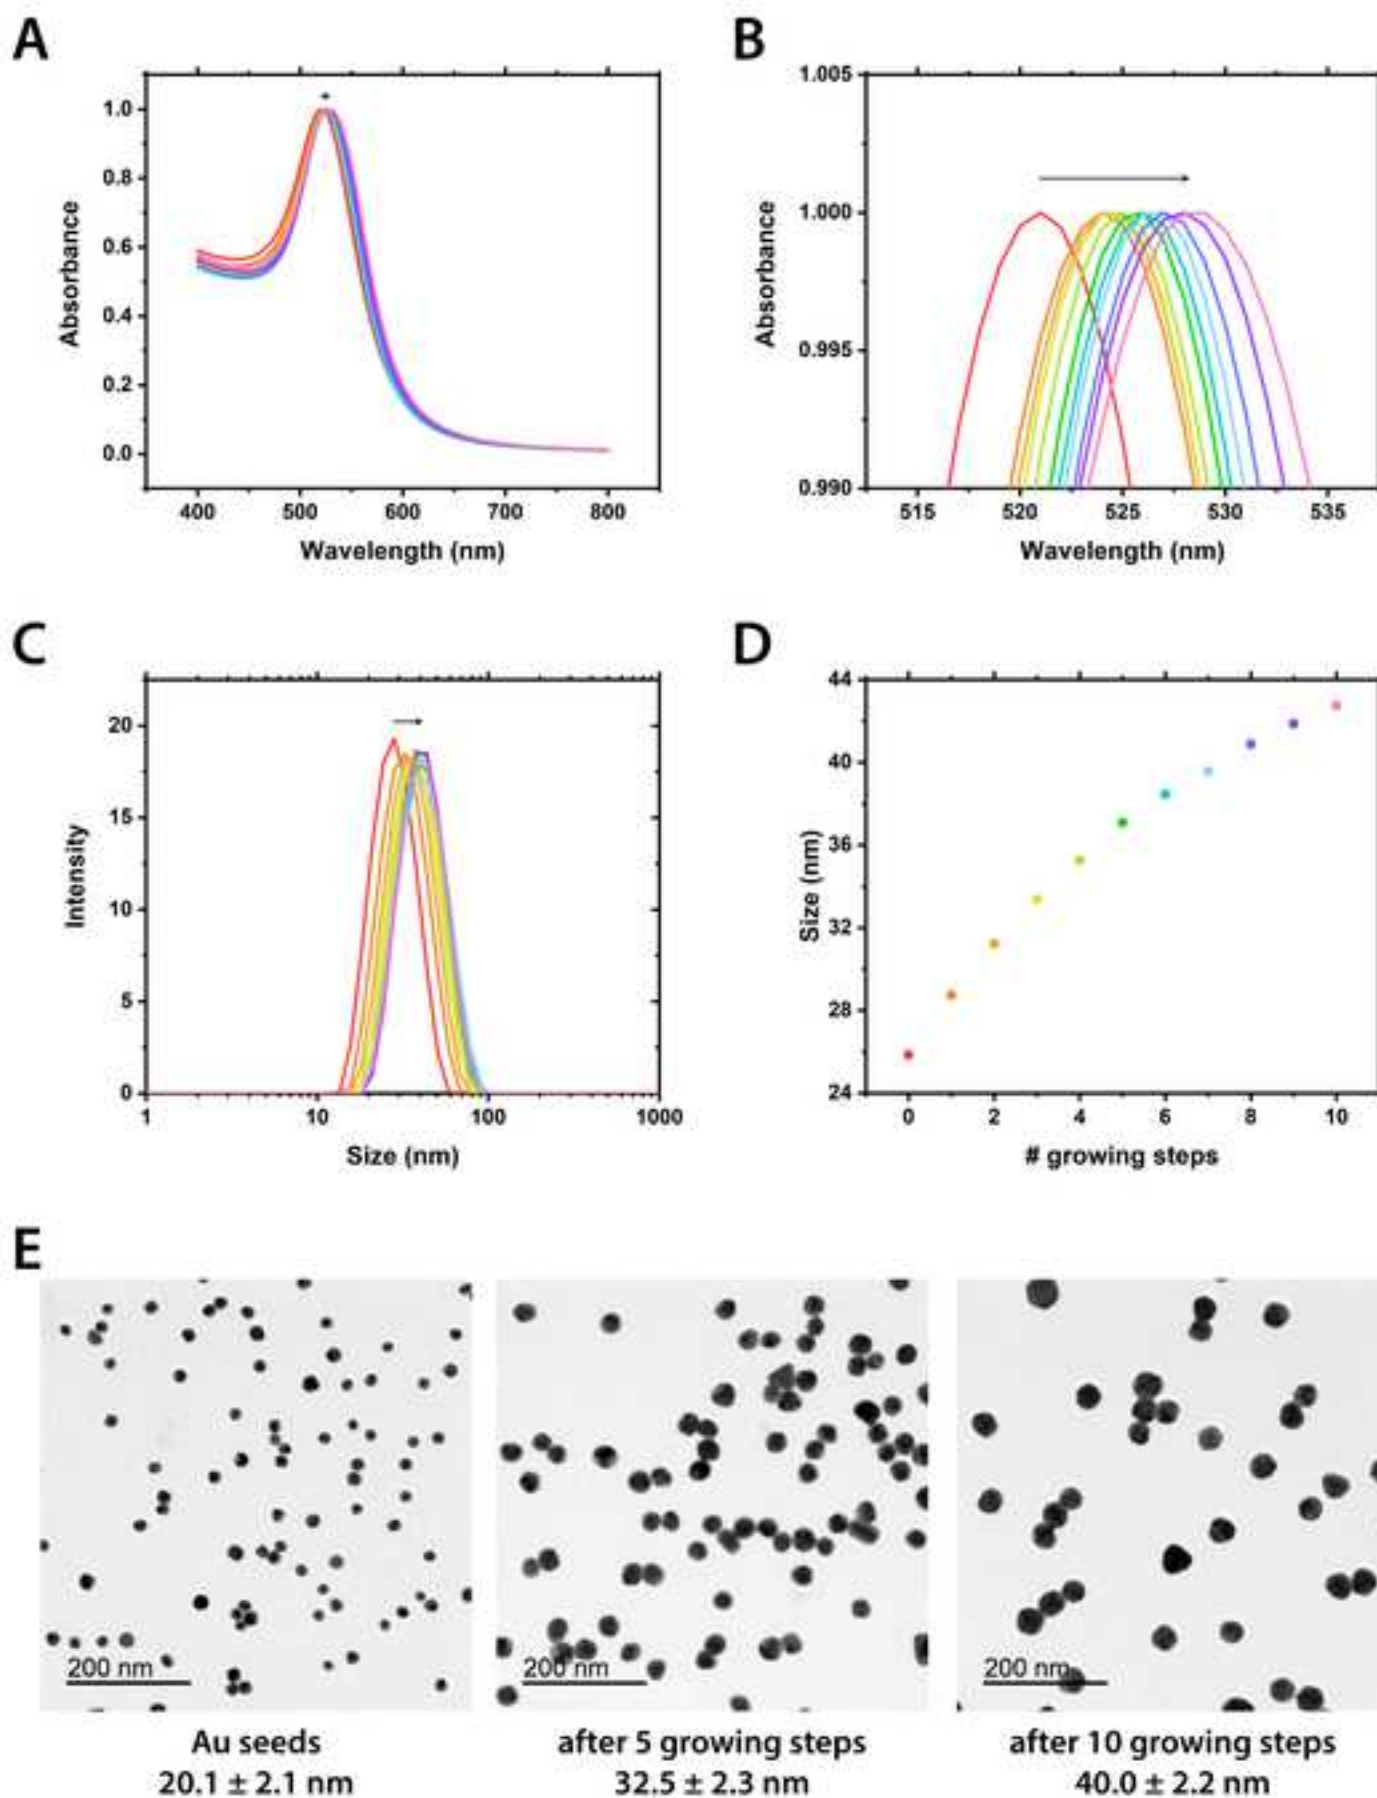 A
B
1.0
0.8
0.6
0.4
0.2
0.0
Absorbance
400 500 600 700 800
Wavelength (nm)
1.005
1.000
0.995
0.990
Absorbance
515 520 525 530 535
Wavelength (nm)
C
D
20
15
10
5
0
Intensity
1 10 100 1000
Size (nm)
44
40
36
32
28
24
Size (nm)
0 2 4 6 8 10
# growing steps
E
200 nm
200 nm
200 nm
Au seeds
20.1 ± 2.1 nm
after 5 growing steps
32.5 ± 2.3 nm
after 10 growing steps
40.0 ± 2.2 nm